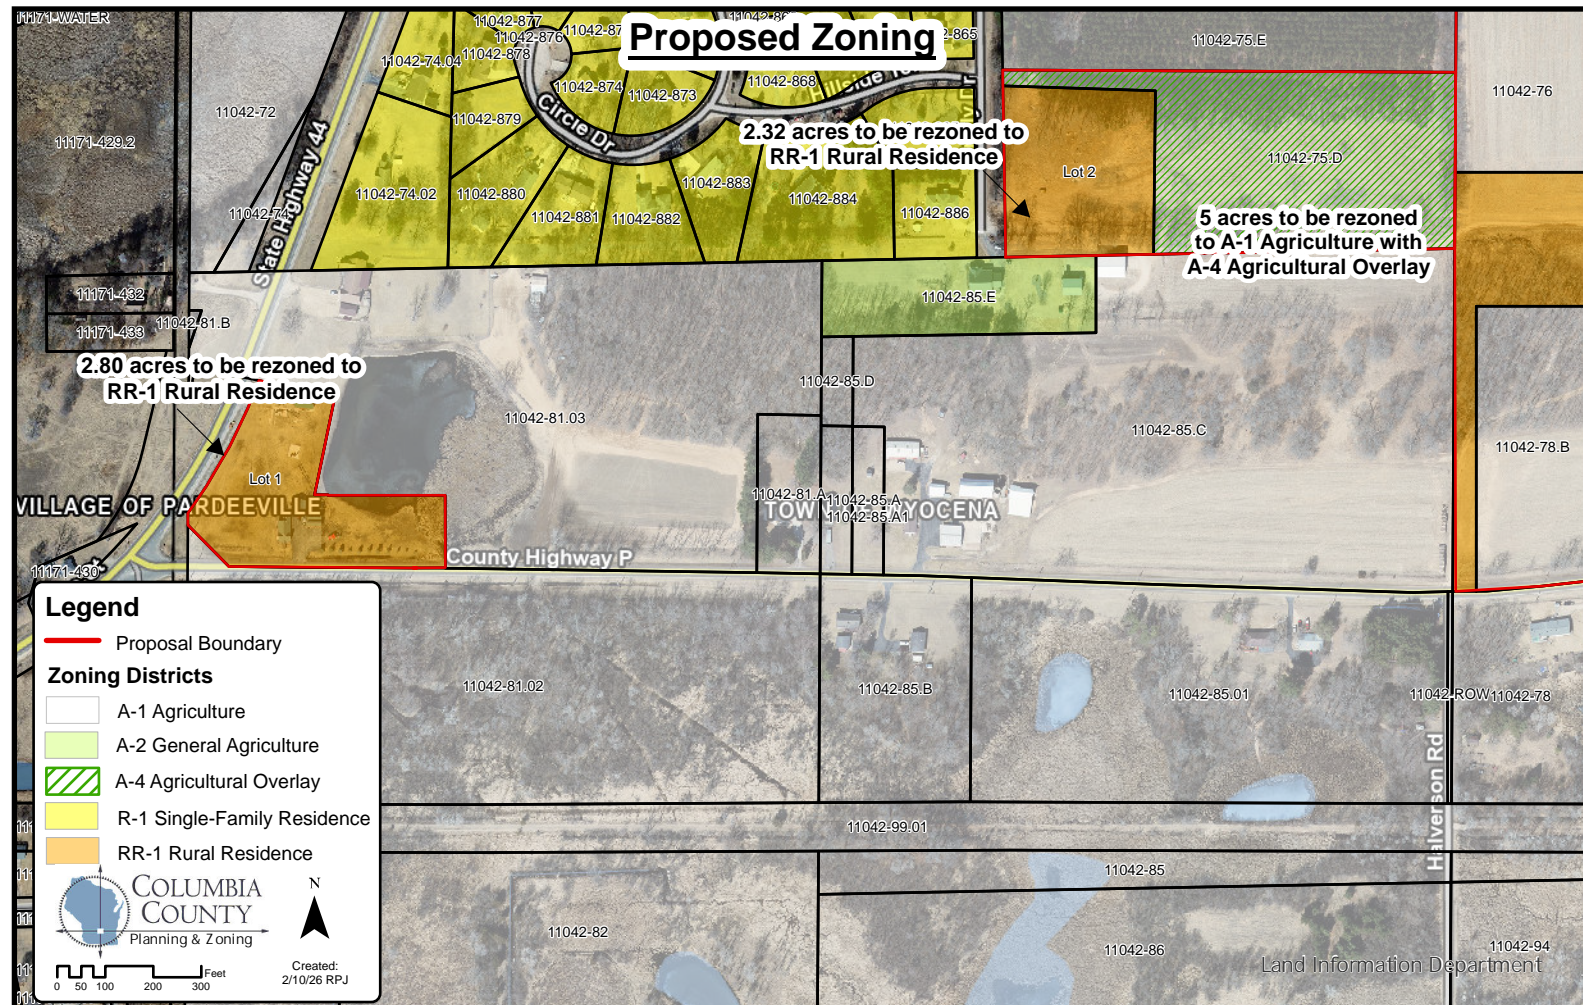 Proposed Zoning
11171-WATER
11042-877
11042-876
11042-878
11042-74.04
11042-75.E
11042-874
11042-873
11042-868
11042-76
11042-72
11171-429.2
Circle Dr
11042-879
2.32 acres to be rezoned to
RR-1 Rural Residence
11042-75.D
Lot 2
State Highway 44
11042-74.02
11042-880
11042-883
11042-884
11042-881
11042-882
11042-886
5 acres to be rezoned
to A-1 Agriculture with
A-4 Agricultural Overlay
11171-432
11171-433
11042-81.B
11042-85.E
2.80 acres to be rezoned to
RR-1 Rural Residence
11042-85.D
11042-81.03
11042-85.C
11042-78.B
Lot 1
VILLAGE OF PARDEEVILLE
11042-81.A
11042-85.A
11042-85.A1
County Highway P
11171-430
11042-81.02
11042-85.B
11042-85.01
11042-ROW
11042-78
Halverson Rd
11042-99.01
11042-85
11042-82
11042-86
11042-94
Land Information Department
Legend
Proposal Boundary
Zoning Districts
A-1 Agriculture
A-2 General Agriculture
A-4 Agricultural Overlay
R-1 Single-Family Residence
RR-1 Rural Residence
COLUMBIA
COUNTY
Planning & Zoning
N
0 50 100 200 300 Feet
Created:
2/10/26 RPJ